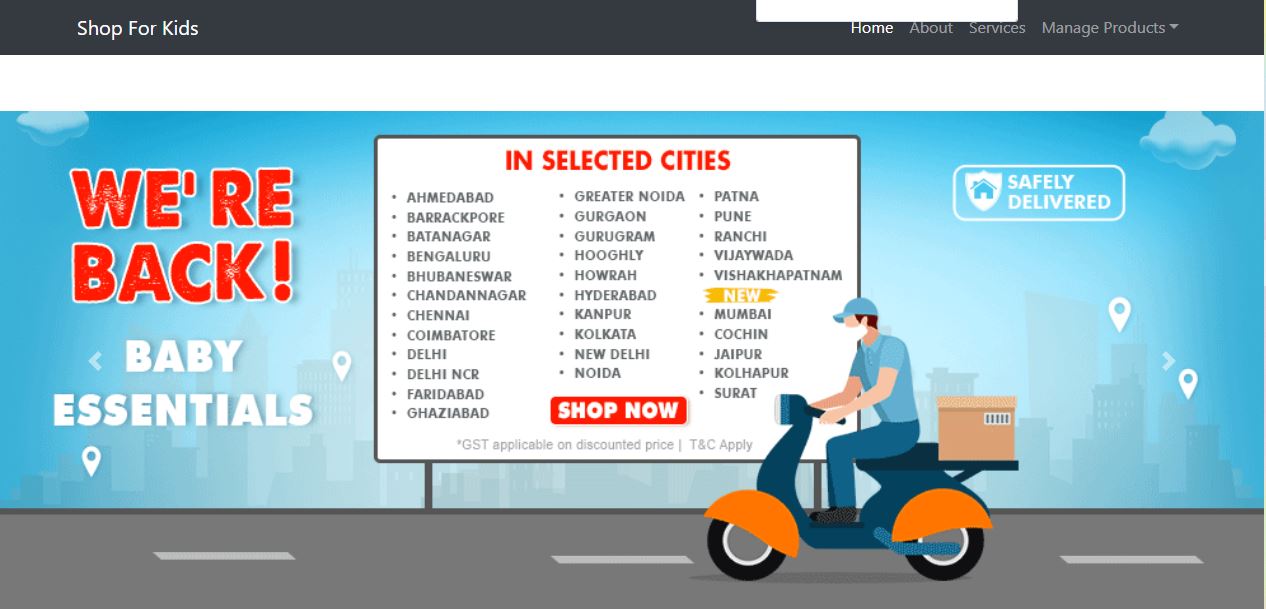 Shop For Kids
Home About Services Manage Products
WE'RE
BACK!
BABY
ESSENTIALS
IN SELECTED CITIES
• AHMEDABAD
• BARRACKPORE
• BATANAGAR
• BENGALURU
• BHUBANESWAR
• CHANDANNAGAR
• CHENNAI
• COIMBATORE
• DELHI
• DELHI NCR
• FARIDABAD
• GHAZIABAD
• GREATER NOIDA
• GURGAON
• GURUGRAM
• HOOGHLY
• HOWRAH
• HYDERABAD
• KANPUR
• KOLKATA
• NEW DELHI
• NOIDA
• PATNA
• PUNE
• RANCHI
• VIJAYWADA
• VISHAKHAPATNAM
NEW
• MUMBAI
• COCHIN
• JAIPUR
• KOLHAPUR
• SURAT
SHOP NOW
*GST applicable on discounted price | T&C Apply
SAFELY
DELIVERED